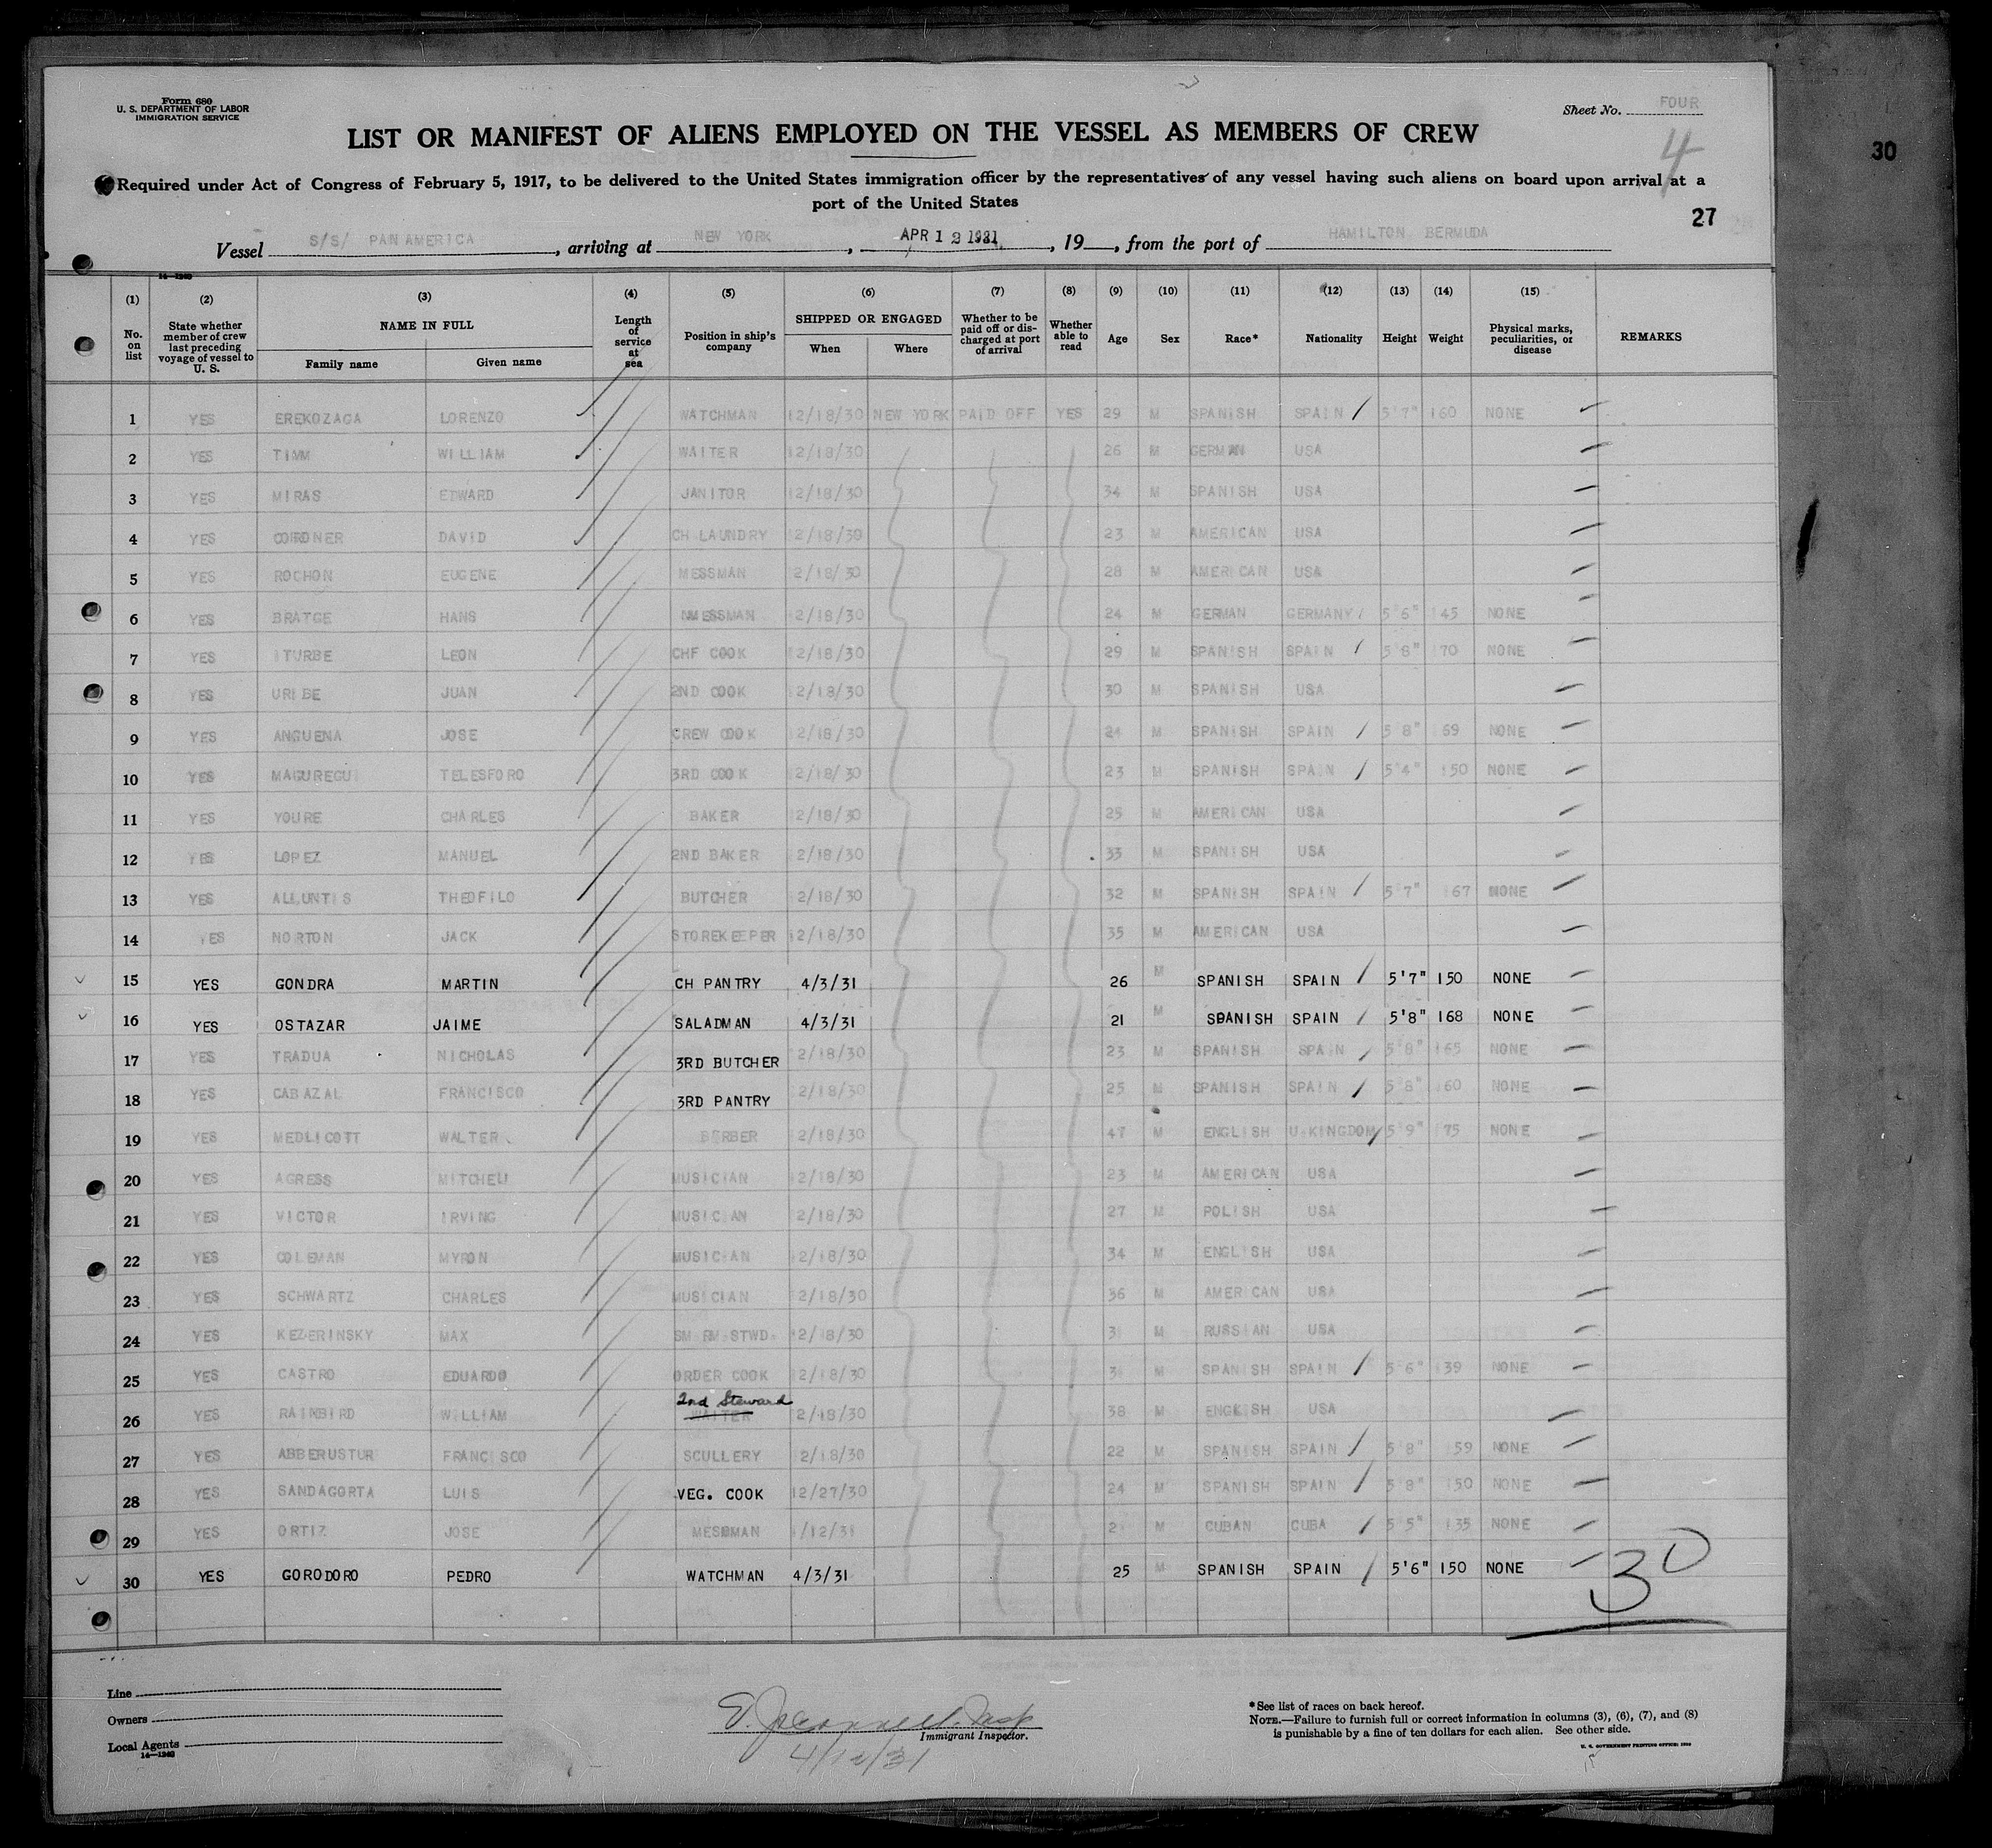 Form 680
U. S. DEPARTMENT OF LABOR
IMMIGRATION SERVICE
Sheet No. FOUR
4
30
LIST OR MANIFEST OF ALIENS EMPLOYED ON THE VESSEL AS MEMBERS OF CREW
Required under Act of Congress of February 5, 1917, to be delivered to the United States immigration officer by the representatives of any vessel having such aliens on board upon arrival at a
port of the United States
27
Vessel S/S/ PAN AMERICA, arriving at NEW YORK, APR 12 1931, 19, from the port of HAMILTON BERMUDA
14—1240
(1) (2) (3) (4) (5) (6) (7) (8) (9) (10) (11) (12) (13) (14) (15)
No. on list State whether member of crew last preceding voyage of vessel to U. S. NAME IN FULL Family name Given name Length of service at sea Position in ship's company SHIPPED OR ENGAGED When Where Whether to be paid off or discharged at port of arrival Whether able to read Age Sex Race* Nationality Height Weight Physical marks, peculiarities, or disease REMARKS
1 YES EREKOZAGA LORENZO WATCHMAN 12/18/30 NEW YORK PAID OFF YES 29 M SPANISH SPAIN 5'7" 160 NONE
2 YES TIMM WILLIAM WAITER 12/18/30 26 M GERMAN USA
3 YES MIRAS EDWARD JANITOR 12/18/30 34 M SPANISH USA
4 YES CORDNER DAVID CH LAUNDRY 12/18/30 23 M AMERICAN USA
5 YES ROCHON EUGENE MESSMAN 12/18/30 28 M AMERICAN USA
6 YES BRATGE HANS MESSMAN 12/18/30 24 M GERMAN GERMANY 5'6" 145 NONE
7 YES ITURBE LEON CHF COOK 12/18/30 29 M SPANISH SPAIN 5'8" 170 NONE
8 YES URIBE JUAN 2ND COOK 12/18/30 30 M SPANISH USA
9 YES ANGUENA JOSE CREW COOK 12/18/30 24 M SPANISH SPAIN 5'8" 169 NONE
10 YES MAGUREGUI TELESFORO 3RD COOK 12/18/30 23 M SPANISH SPAIN 5'4" 150 NONE
11 YES YOURE CHARLES BAKER 12/18/30 25 M AMERICAN USA
12 YES LOPEZ MANUEL 2ND BAKER 12/18/30 33 M SPANISH USA
13 YES ALLUNTIS THEOFILO BUTCHER 12/18/30 32 M SPANISH SPAIN 5'7" 167 NONE
14 YES NORTON JACK STOREKEEPER 12/18/30 35 M AMERICAN USA
15 YES GONDRA MARTIN CH PANTRY 4/3/31 26 M SPANISH SPAIN 5'7" 150 NONE
16 YES OSTAZAR JAIME SALADMAN 4/3/31 21 M SPANISH SPAIN 5'8" 168 NONE
17 YES TRADUA NICHOLAS 3RD BUTCHER 12/18/30 23 M SPANISH SPAIN 5'8" 165 NONE
18 YES CABAZAL FRANCISCO 3RD PANTRY 12/18/30 25 M SPANISH SPAIN 5'8" 160 NONE
19 YES MEDLICOTT WALTER BERBER 12/18/30 47 M ENGLISH U.KINGDOM 5'9" 175 NONE
20 YES AGRESS MITCHELL MUSICIAN 12/18/30 23 M AMERICAN USA
21 YES VICTOR IRVING MUSICIAN 12/18/30 27 M POLISH USA
22 YES COLEMAN MYRON MUSICIAN 12/18/30 34 M ENGLISH USA
23 YES SCHWARTZ CHARLES MUSICIAN 12/18/30 36 M AMERICAN USA
24 YES KEZERINSKY MAX SM RM STWD. 12/18/30 31 M RUSSIAN USA
25 YES CASTRO EDUARDO ORDER COOK 12/18/30 31 M SPANISH SPAIN 5'6" 139 NONE
26 YES RAINBIRD WILLIAM 2nd Steward WAITER 12/18/30 38 M ENGLISH USA
27 YES ABBERUSTUR FRANCISCO SCULLERY 12/18/30 22 M SPANISH SPAIN 5'8" 159 NONE
28 YES SANDAGORTA LUIS VEG. COOK 12/27/30 24 M SPANISH SPAIN 5'8" 150 NONE
29 YES ORTIZ JOSE MESSMAN 1/12/31 21 M CUBAN CUBA 5'5" 135 NONE
30 YES GORODORO PEDRO WATCHMAN 4/3/31 25 M SPANISH SPAIN 5'6" 150 NONE
30
Line
Owners
Local Agents
14—1240
Immigrant Inspector.
4/12/31
*See list of races on back hereof.
NOTE.—Failure to furnish full or correct information in columns (3), (6), (7), and (8)
is punishable by a fine of ten dollars for each alien. See other side.
U. S. GOVERNMENT PRINTING OFFICE: 1930